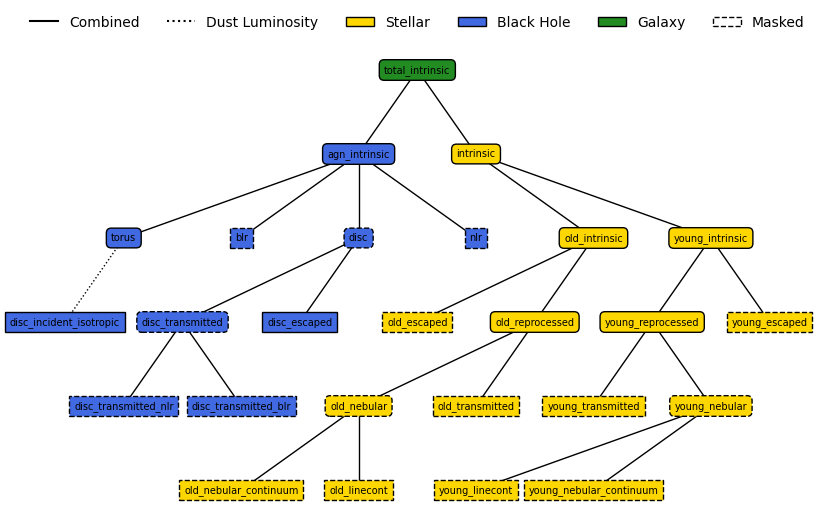 Combined Dust Luminosity Stellar Black Hole Galaxy Masked
total_intrinsic
agn_intrinsic intrinsic
torus blr disc nlr old_intrinsic young_intrinsic
disc_incident_isotropic disc_transmitted disc_escaped old_escaped old_reprocessed young_reprocessed young_escaped
disc_transmitted_nlr disc_transmitted_blr old_nebular old_transmitted young_transmitted young_nebular
old_nebular_continuum old_linecont young_linecont young_nebular_continuum